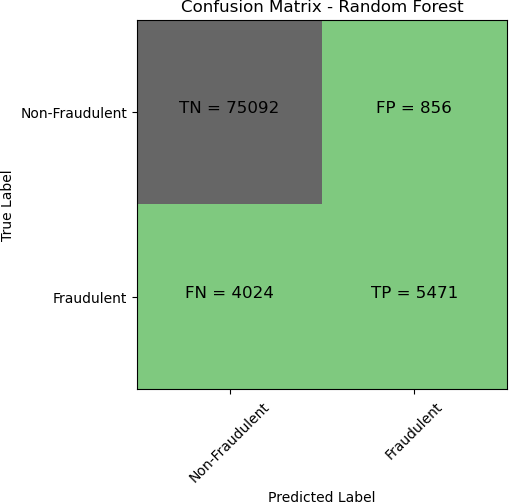 Confusion Matrix - Random Forest
True Label
Non-Fraudulent
TN = 75092
FP = 856
Fraudulent
FN = 4024
TP = 5471
Non-Fraudulent
Fraudulent
Predicted Label